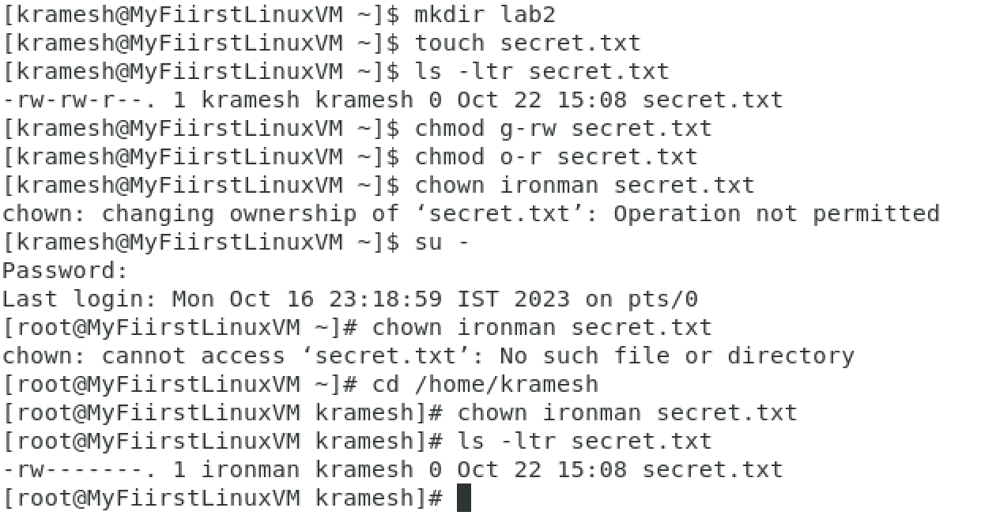 [kramesh@MyFiirstLinuxVM ~]$ mkdir lab2
[kramesh@MyFiirstLinuxVM ~]$ touch secret.txt
[kramesh@MyFiirstLinuxVM ~]$ ls -ltr secret.txt
-rw-rw-r--. 1 kramesh kramesh 0 Oct 22 15:08 secret.txt
[kramesh@MyFiirstLinuxVM ~]$ chmod g-rw secret.txt
[kramesh@MyFiirstLinuxVM ~]$ chmod o-r secret.txt
[kramesh@MyFiirstLinuxVM ~]$ chown ironman secret.txt
chown: changing ownership of ‘secret.txt’: Operation not permitted
[kramesh@MyFiirstLinuxVM ~]$ su -
Password:
Last login: Mon Oct 16 23:18:59 IST 2023 on pts/0
[root@MyFiirstLinuxVM ~]# chown ironman secret.txt
chown: cannot access ‘secret.txt’: No such file or directory
[root@MyFiirstLinuxVM ~]# cd /home/kramesh
[root@MyFiirstLinuxVM kramesh]# chown ironman secret.txt
[root@MyFiirstLinuxVM kramesh]# ls -ltr secret.txt
-rw-------. 1 ironman kramesh 0 Oct 22 15:08 secret.txt
[root@MyFiirstLinuxVM kramesh]#